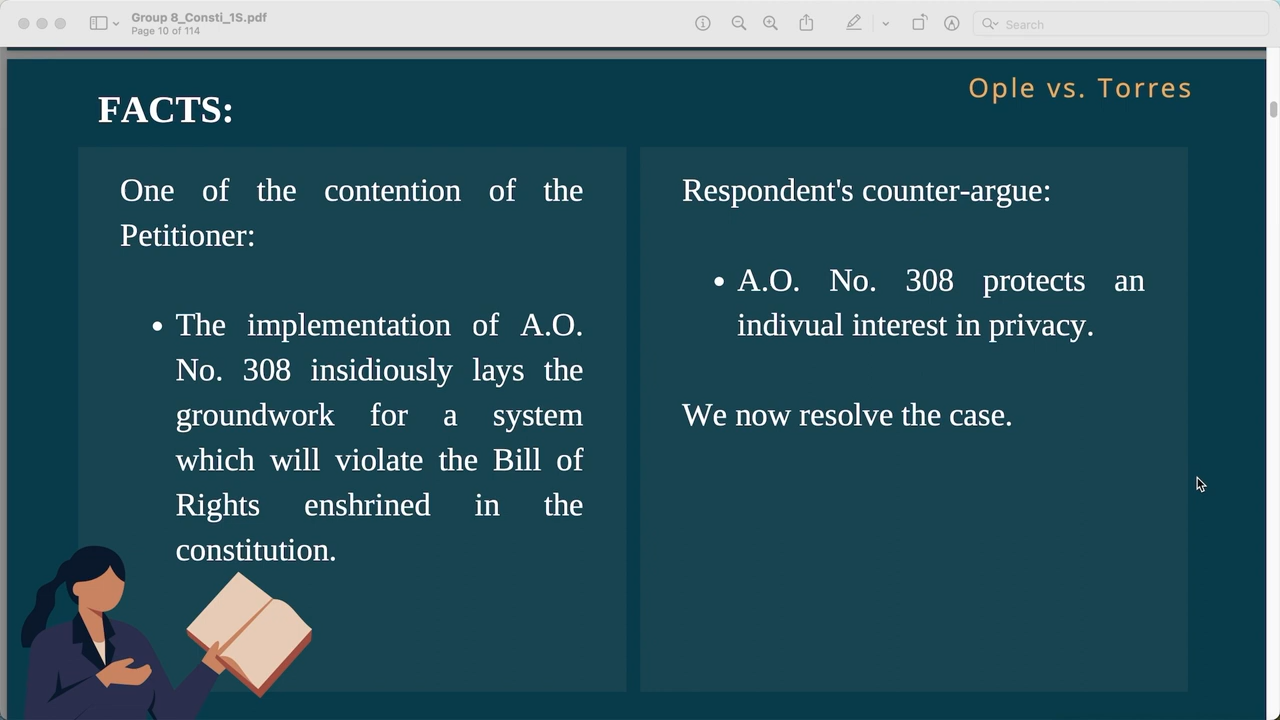 Group 8_Consti_1S.pdf
Page 10 of 114
Search
Ople vs. Torres
FACTS:
One of the contention of the
Petitioner:
• The implementation of A.O.
No. 308 insidiously lays the
groundwork for a system
which will violate the Bill of
Rights enshrined in the
constitution.
Respondent's counter-argue:
• A.O. No. 308 protects an
indivual interest in privacy.
We now resolve the case.